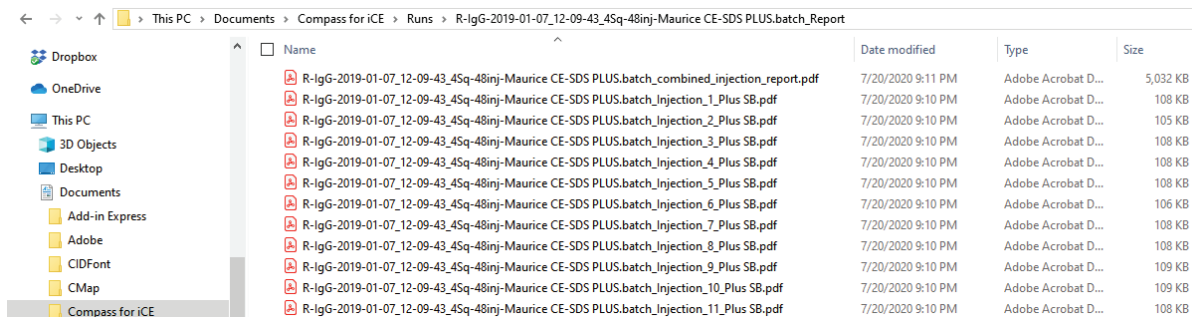 This PC > Documents > Compass for iCE > Runs > R-IgG-2019-01-07_12-09-43_4Sq-48inj-Maurice CE-SDS PLUS.batch_Report
Dropbox
OneDrive
This PC
3D Objects
Desktop
Documents
Add-in Express
Adobe
CIDFont
CMap
Compass for iCE
Name Date modified Type Size
R-IgG-2019-01-07_12-09-43_4Sq-48inj-Maurice CE-SDS PLUS.batch_combined_injection_report.pdf 7/20/2020 9:11 PM Adobe Acrobat D... 5,032 KB
R-IgG-2019-01-07_12-09-43_4Sq-48inj-Maurice CE-SDS PLUS.batch_Injection_1_Plus SB.pdf 7/20/2020 9:10 PM Adobe Acrobat D... 108 KB
R-IgG-2019-01-07_12-09-43_4Sq-48inj-Maurice CE-SDS PLUS.batch_Injection_2_Plus SB.pdf 7/20/2020 9:10 PM Adobe Acrobat D... 105 KB
R-IgG-2019-01-07_12-09-43_4Sq-48inj-Maurice CE-SDS PLUS.batch_Injection_3_Plus SB.pdf 7/20/2020 9:10 PM Adobe Acrobat D... 108 KB
R-IgG-2019-01-07_12-09-43_4Sq-48inj-Maurice CE-SDS PLUS.batch_Injection_4_Plus SB.pdf 7/20/2020 9:10 PM Adobe Acrobat D... 108 KB
R-IgG-2019-01-07_12-09-43_4Sq-48inj-Maurice CE-SDS PLUS.batch_Injection_5_Plus SB.pdf 7/20/2020 9:10 PM Adobe Acrobat D... 108 KB
R-IgG-2019-01-07_12-09-43_4Sq-48inj-Maurice CE-SDS PLUS.batch_Injection_6_Plus SB.pdf 7/20/2020 9:10 PM Adobe Acrobat D... 106 KB
R-IgG-2019-01-07_12-09-43_4Sq-48inj-Maurice CE-SDS PLUS.batch_Injection_7_Plus SB.pdf 7/20/2020 9:10 PM Adobe Acrobat D... 108 KB
R-IgG-2019-01-07_12-09-43_4Sq-48inj-Maurice CE-SDS PLUS.batch_Injection_8_Plus SB.pdf 7/20/2020 9:10 PM Adobe Acrobat D... 108 KB
R-IgG-2019-01-07_12-09-43_4Sq-48inj-Maurice CE-SDS PLUS.batch_Injection_9_Plus SB.pdf 7/20/2020 9:10 PM Adobe Acrobat D... 109 KB
R-IgG-2019-01-07_12-09-43_4Sq-48inj-Maurice CE-SDS PLUS.batch_Injection_10_Plus SB.pdf 7/20/2020 9:10 PM Adobe Acrobat D... 109 KB
R-IgG-2019-01-07_12-09-43_4Sq-48inj-Maurice CE-SDS PLUS.batch_Injection_11_Plus SB.pdf 7/20/2020 9:10 PM Adobe Acrobat D... 108 KB